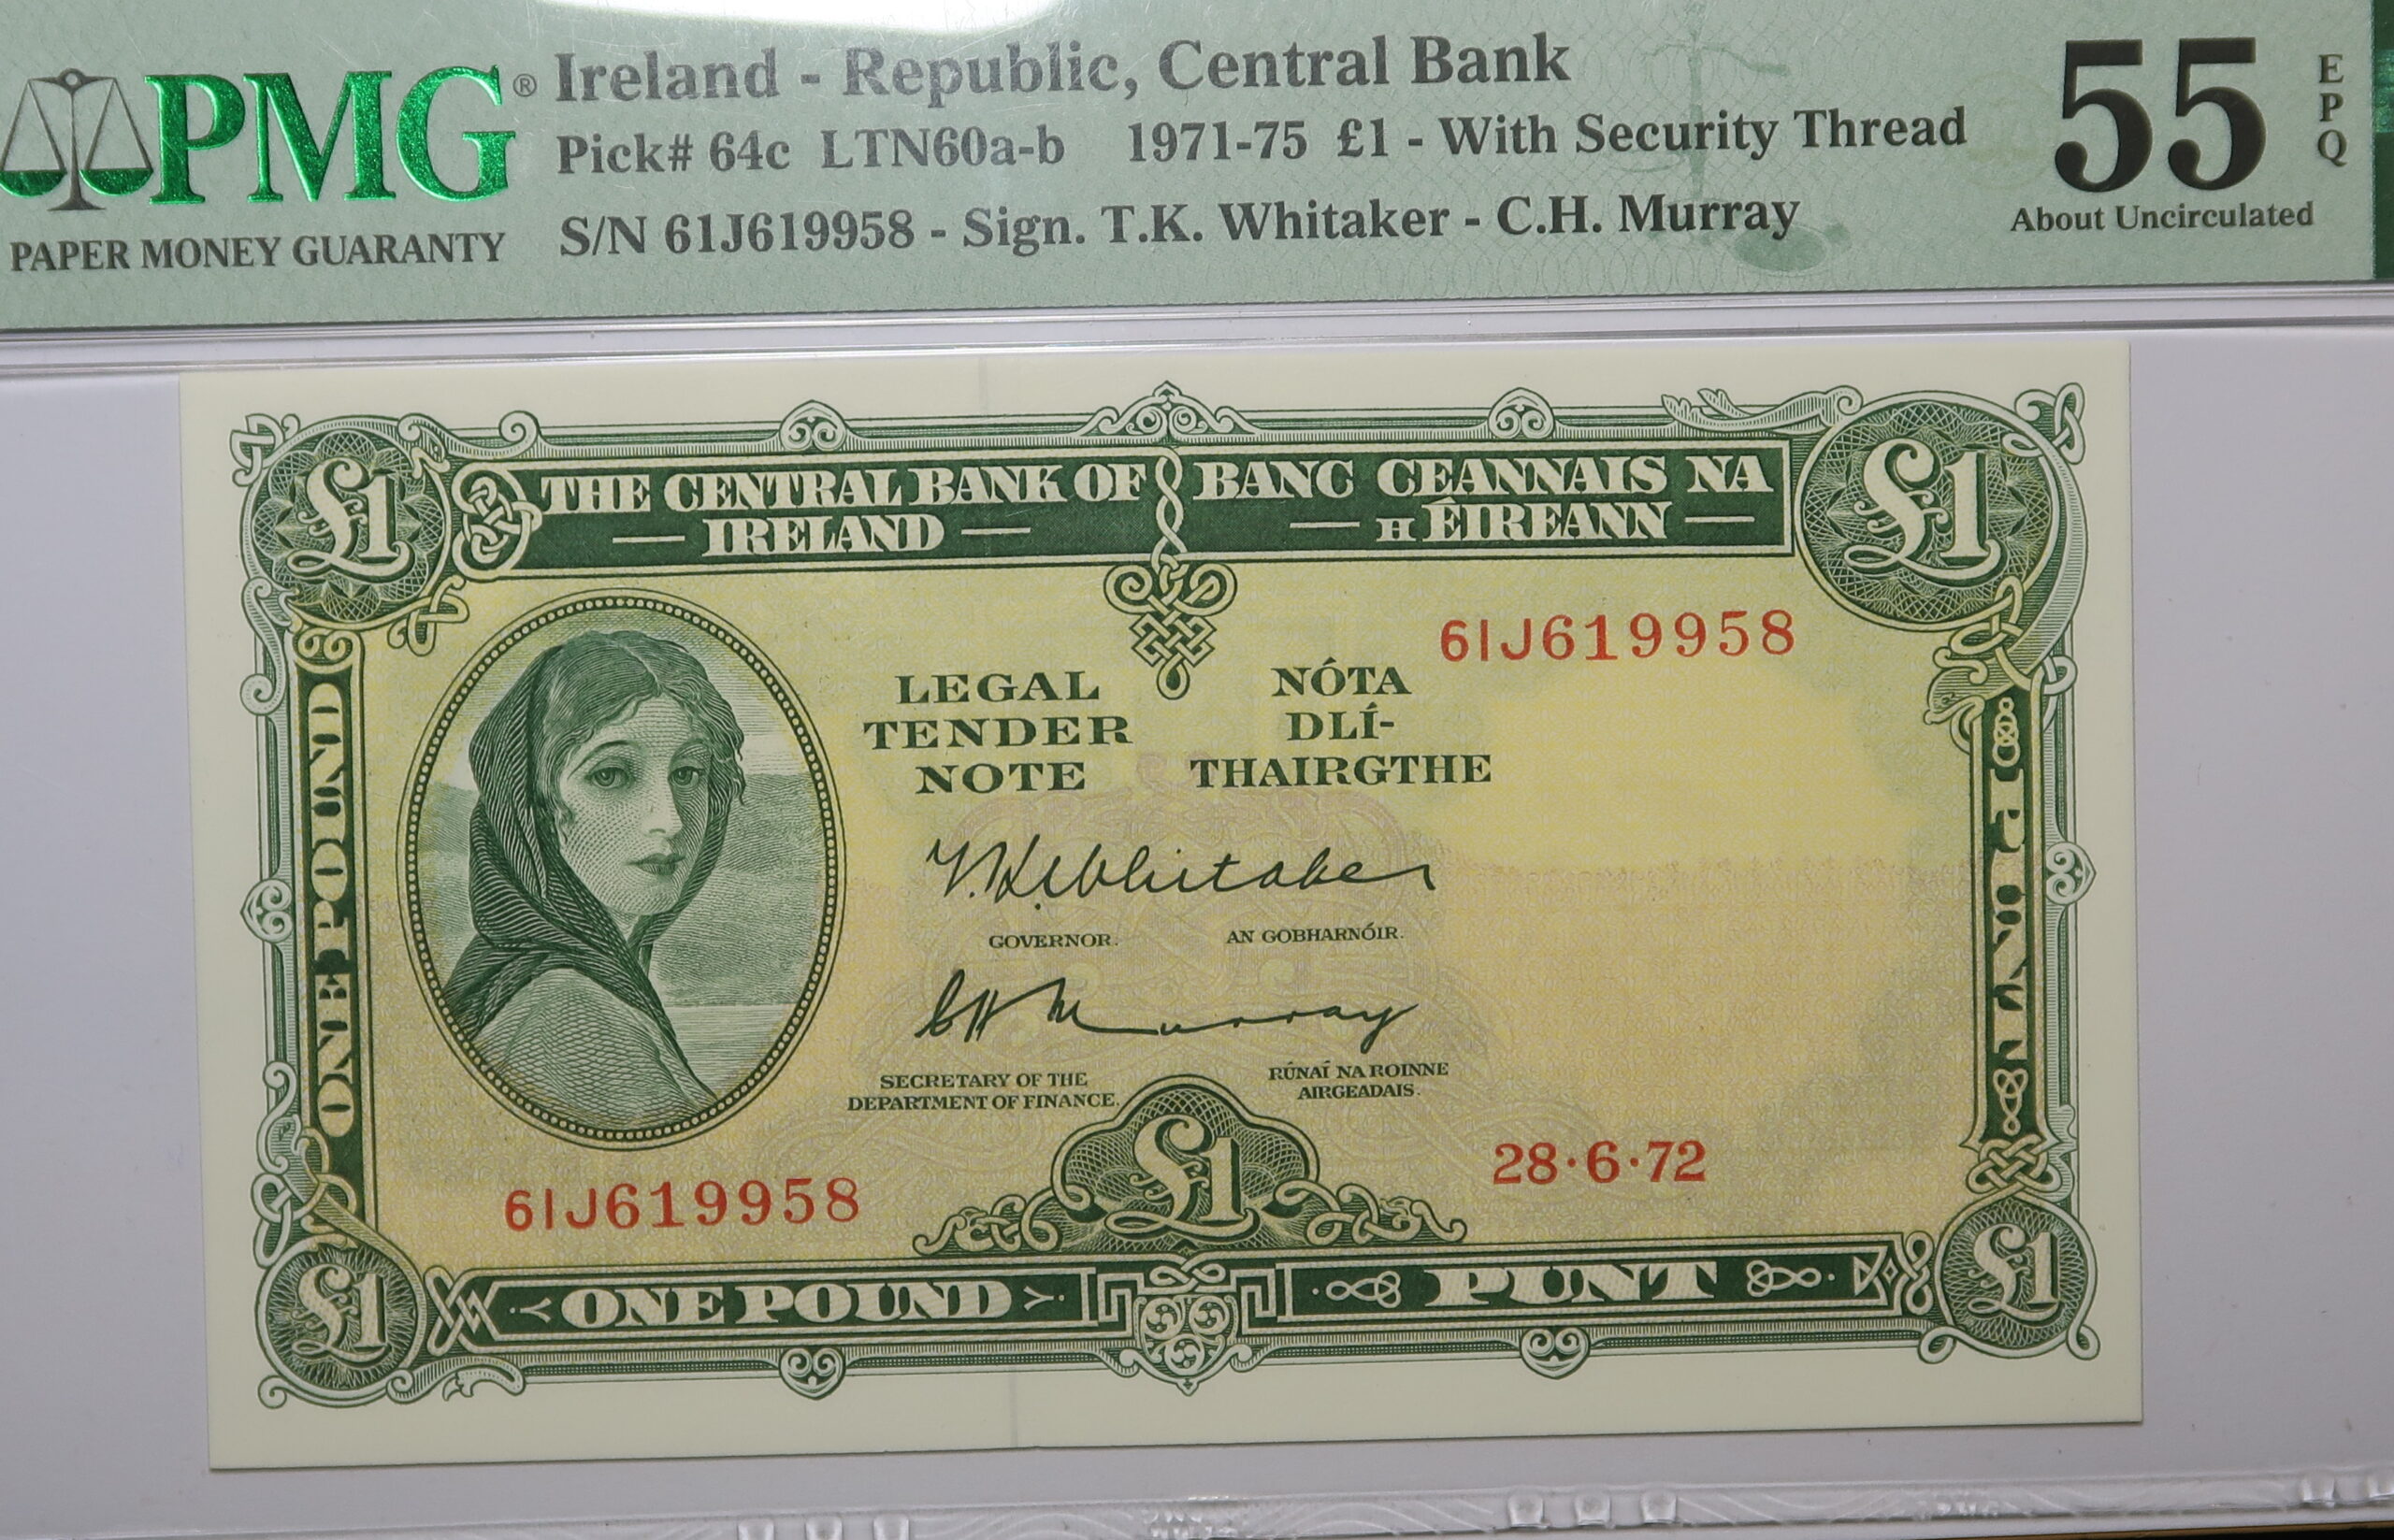 PMG®
PAPER MONEY GUARANTY
Ireland - Republic, Central Bank
Pick# 64c LTN60a-b 1971-75 £1 - With Security Thread
S/N 61J619958 - Sign. T.K. Whitaker - C.H. Murray
55
EPQ
About Uncirculated
£1
THE CENTRAL BANK OF
IRELAND
BANC CEANNAIS NA
hÉIREANN
£1
61J619958
LEGAL
TENDER
NOTE
NÓTA
DLÍ-
THAIRGTHE
ONE POUND
T.K. Whitaker
GOVERNOR.
AN GOBHARNÓIR.
C H Murray
SECRETARY OF THE
DEPARTMENT OF FINANCE.
RÚNAÍ NA ROINNE
AIRGEADAIS.
61J619958
28·6·72
£1
£1
ONE POUND
PUNT
£1